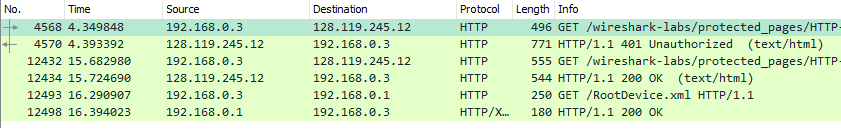 No. Time Source Destination Protocol Length Info
4568 4.349848 192.168.0.3 128.119.245.12 HTTP 496 GET /wireshark-labs/protected_pages/HTTP-
4570 4.393392 128.119.245.12 192.168.0.3 HTTP 771 HTTP/1.1 401 Unauthorized (text/html)
12432 15.682980 192.168.0.3 128.119.245.12 HTTP 555 GET /wireshark-labs/protected_pages/HTTP-
12434 15.724690 128.119.245.12 192.168.0.3 HTTP 544 HTTP/1.1 200 OK (text/html)
12493 16.290907 192.168.0.3 192.168.0.1 HTTP 250 GET /RootDevice.xml HTTP/1.1
12498 16.394023 192.168.0.1 192.168.0.3 HTTP/X… 180 HTTP/1.1 200 OK